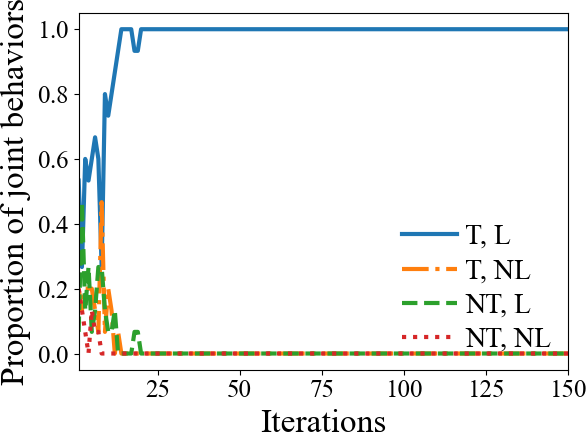 Proportion of joint behaviors
1.0
0.8
0.6
0.4
0.2
0.0
T, L
T, NL
NT, L
NT, NL
25 50 75 100 125 150
Iterations